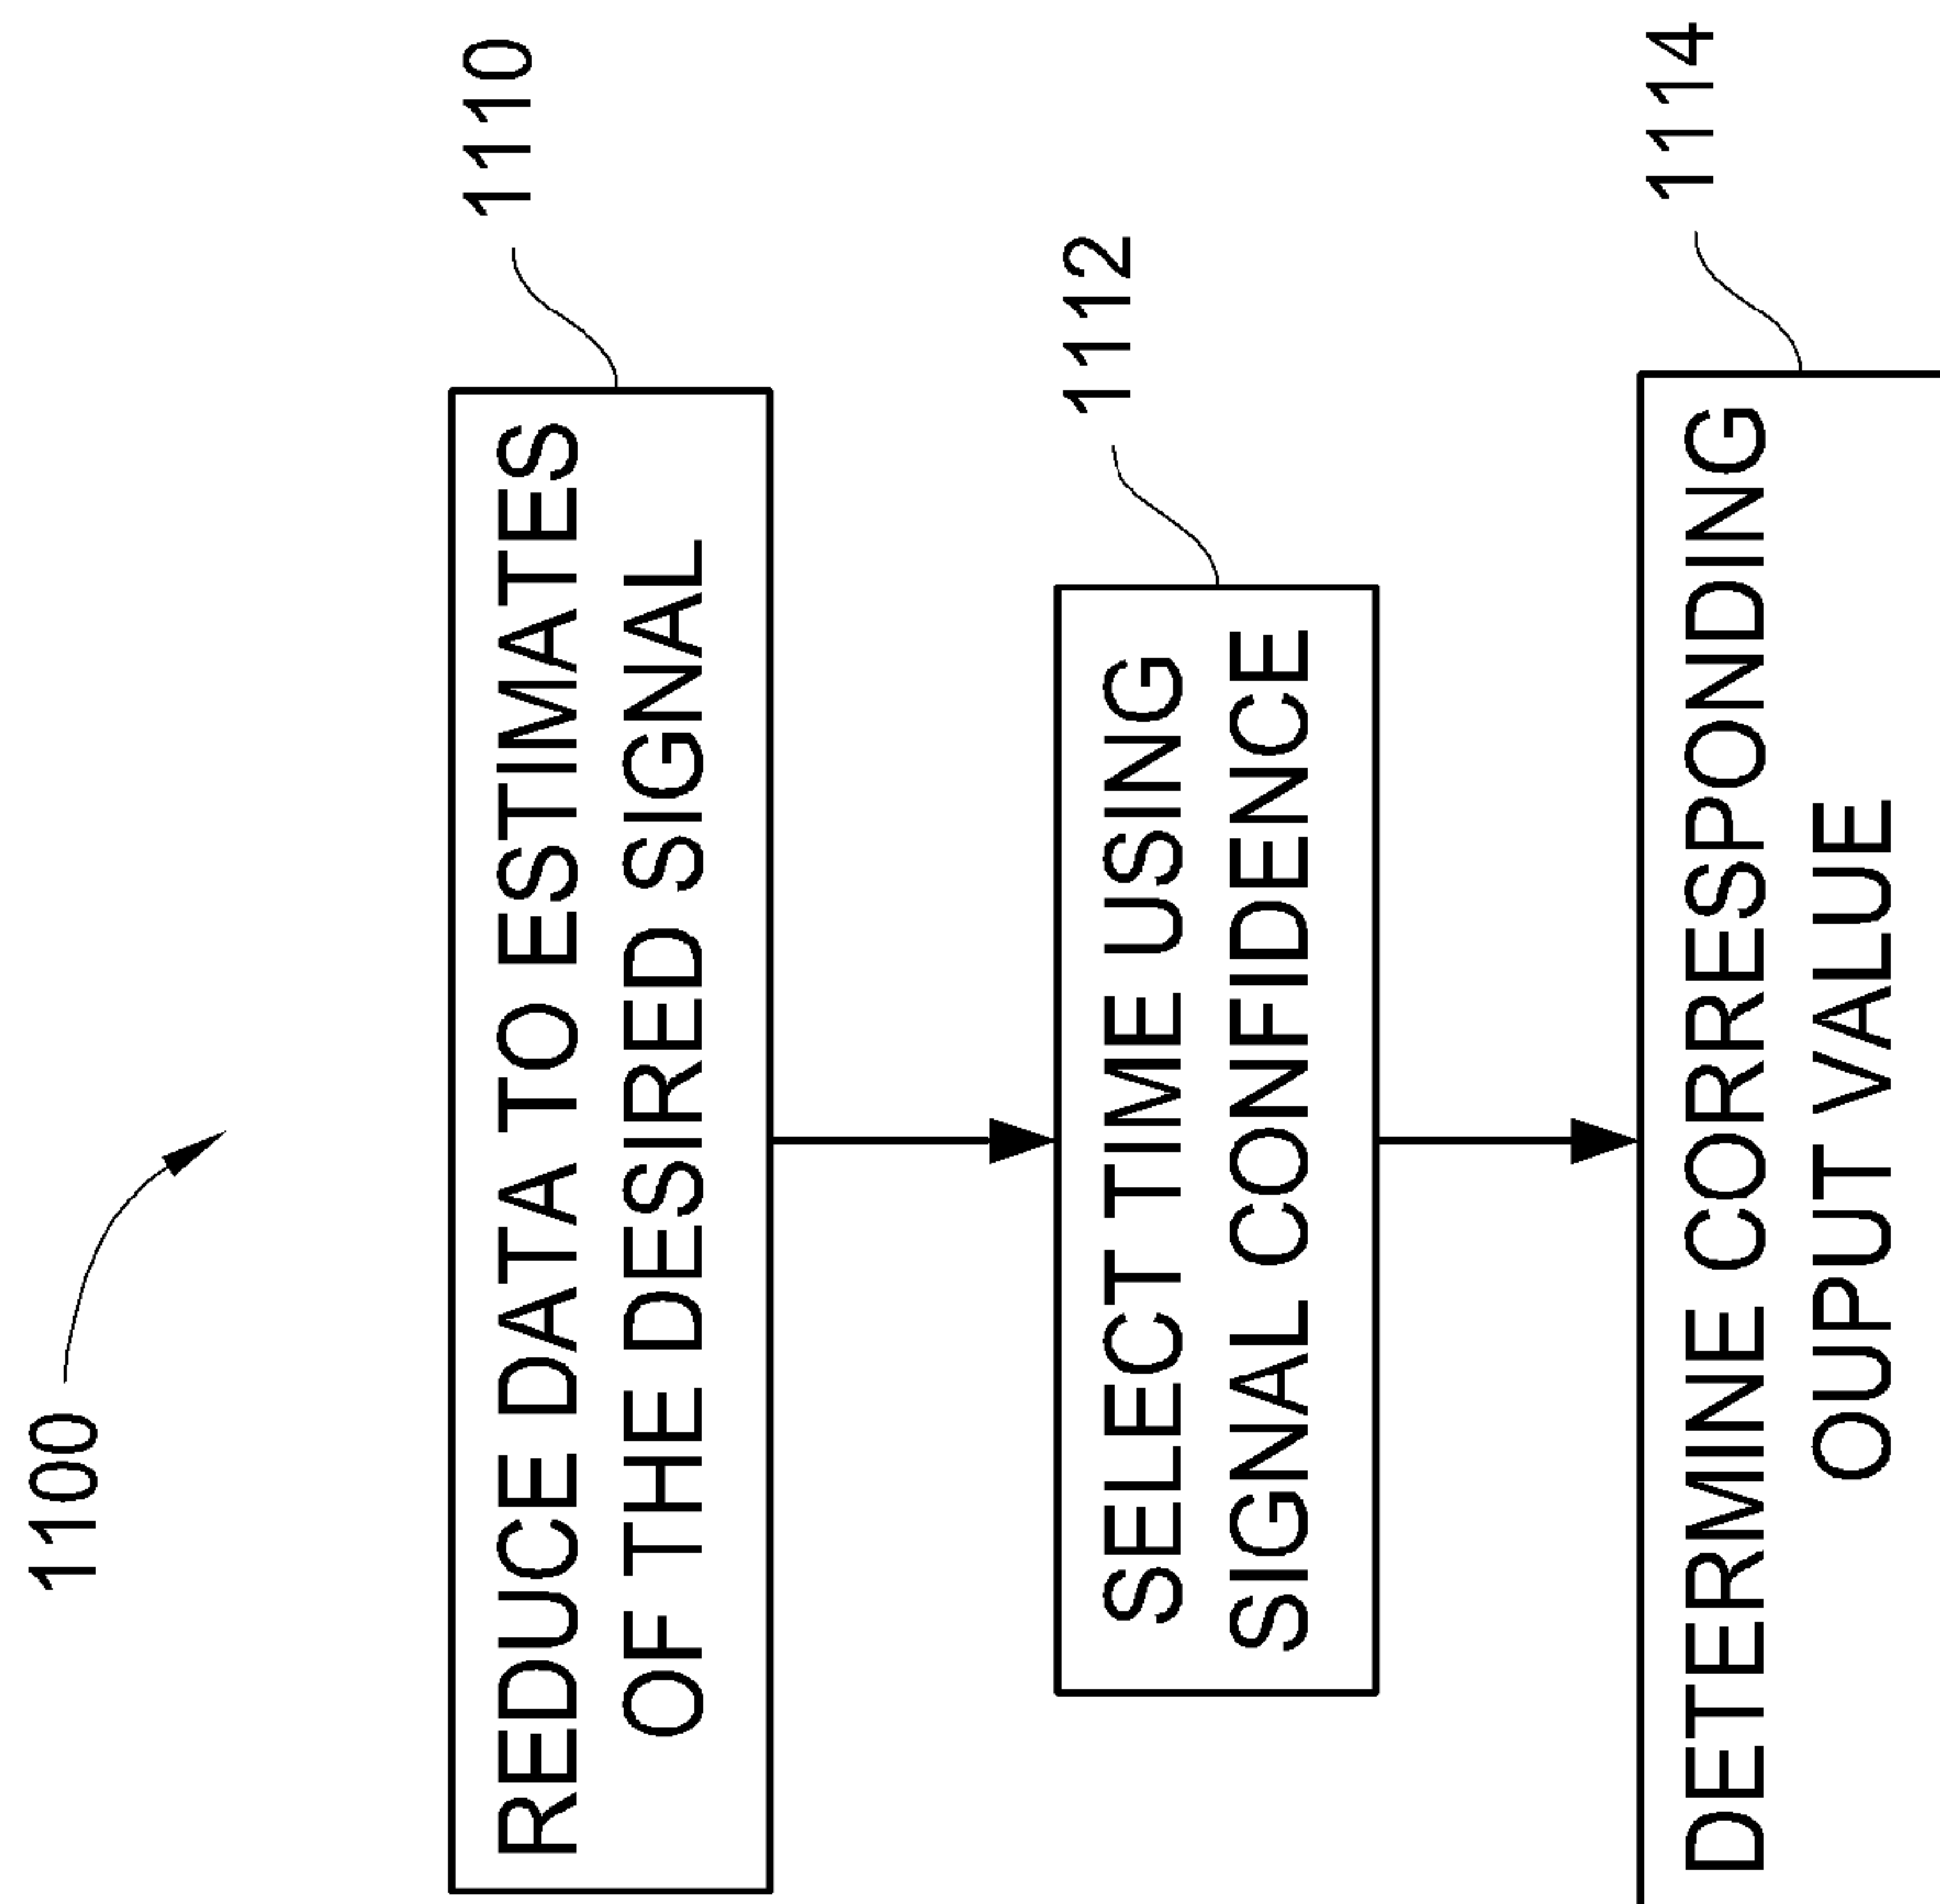 1100
1110
REDUCE DATA TO ESTIMATES
OF THE DESIRED SIGNAL
1112
SELECT TIME USING
SIGNAL CONFIDENCE
1114
DETERMINE CORRESPONDING
OUPUT VALUE